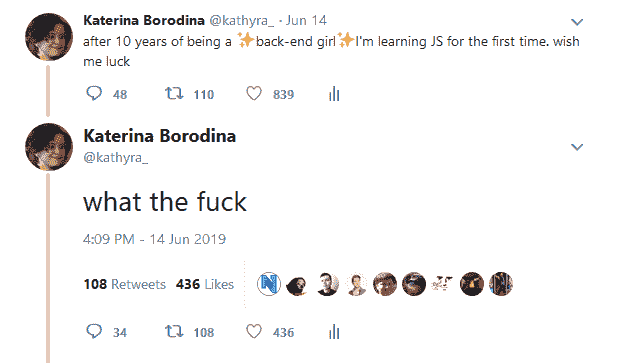 Katerina Borodina @kathyra_ · Jun 14
after 10 years of being a ✨back-end girl✨I'm learning JS for the first time. wish
me luck
48 110 839
Katerina Borodina
@kathyra_
what the fuck
4:09 PM - 14 Jun 2019
108 Retweets 436 Likes
N
34 108 436